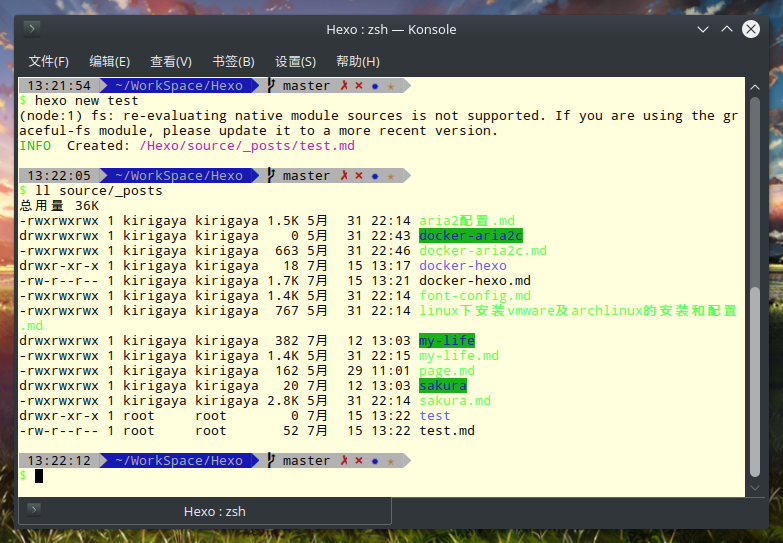 Hexo : zsh — Konsole
文件(F) 编辑(E) 查看(V) 书签(B) 设置(S) 帮助(H)
13:21:54 ~/WorkSpace/Hexo master ✗ × ● ★
$ hexo new test
(node:1) fs: re-evaluating native module sources is not supported. If you are using the gr
aceful-fs module, please update it to a more recent version.
INFO  Created: /Hexo/source/_posts/test.md
13:22:05 ~/WorkSpace/Hexo master ✗ × ● ★
$ ll source/_posts
总用量 36K
-rwxrwxrwx 1 kirigaya kirigaya 1.5K 5月  31 22:14 aria2配置.md
drwxrwxrwx 1 kirigaya kirigaya    0 5月  31 22:43 docker-aria2c
-rwxrwxrwx 1 kirigaya kirigaya  663 5月  31 22:46 docker-aria2c.md
drwxr-xr-x 1 kirigaya kirigaya   18 7月  15 13:17 docker-hexo
-rw-r--r-- 1 kirigaya kirigaya 1.7K 7月  15 13:21 docker-hexo.md
-rwxrwxrwx 1 kirigaya kirigaya 1.4K 5月  31 22:14 font-config.md
-rwxrwxrwx 1 kirigaya kirigaya  767 5月  31 22:14 linux下安装vmware及archlinux的安装和配置
.md
drwxrwxrwx 1 kirigaya kirigaya  382 7月  12 13:03 my-life
-rwxrwxrwx 1 kirigaya kirigaya 1.4K 5月  31 22:15 my-life.md
-rwxrwxrwx 1 kirigaya kirigaya  162 5月  29 11:01 page.md
drwxrwxrwx 1 kirigaya kirigaya   20 7月  12 13:03 sakura
-rwxrwxrwx 1 kirigaya kirigaya 2.8K 5月  31 22:14 sakura.md
drwxr-xr-x 1 root     root        0 7月  15 13:22 test
-rw-r--r-- 1 root     root       52 7月  15 13:22 test.md
13:22:12 ~/WorkSpace/Hexo master ✗ × ● ★
$
Hexo : zsh